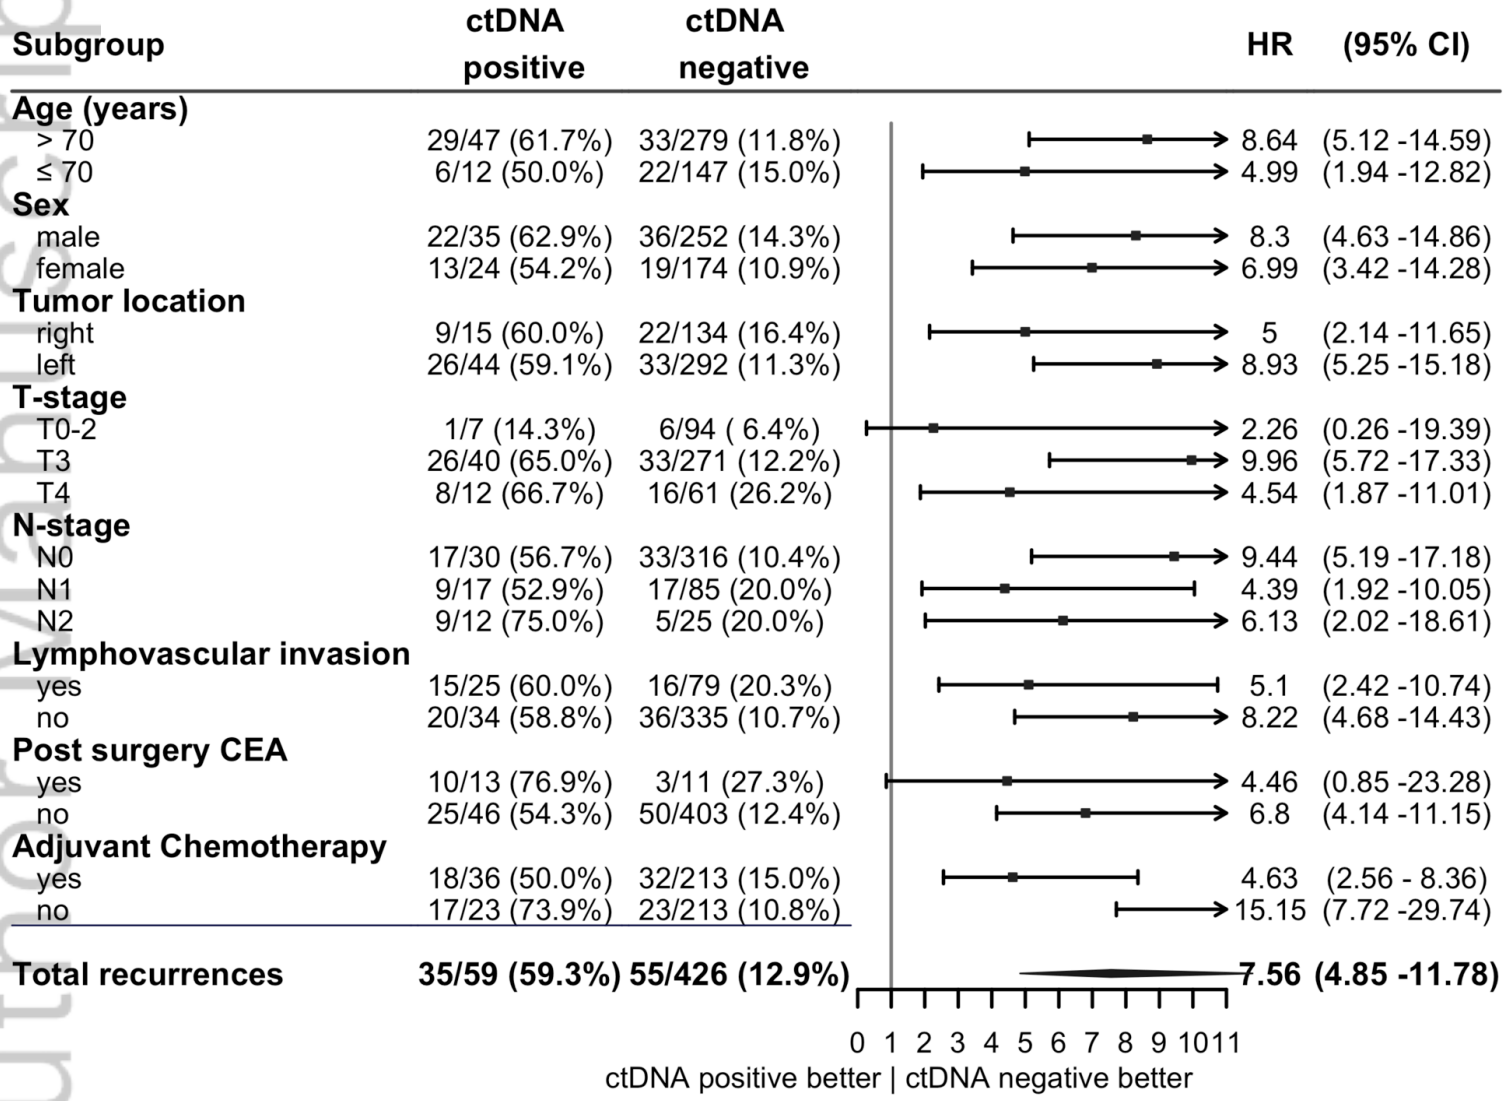 Subgroup ctDNA positive ctDNA negative HR (95% CI)
Age (years)
> 70 29/47 (61.7%) 33/279 (11.8%) 8.64 (5.12 -14.59)
≤ 70 6/12 (50.0%) 22/147 (15.0%) 4.99 (1.94 -12.82)
Sex
male 22/35 (62.9%) 36/252 (14.3%) 8.3 (4.63 -14.86)
female 13/24 (54.2%) 19/174 (10.9%) 6.99 (3.42 -14.28)
Tumor location
right 9/15 (60.0%) 22/134 (16.4%) 5 (2.14 -11.65)
left 26/44 (59.1%) 33/292 (11.3%) 8.93 (5.25 -15.18)
T-stage
T0-2 1/7 (14.3%) 6/94 ( 6.4%) 2.26 (0.26 -19.39)
T3 26/40 (65.0%) 33/271 (12.2%) 9.96 (5.72 -17.33)
T4 8/12 (66.7%) 16/61 (26.2%) 4.54 (1.87 -11.01)
N-stage
N0 17/30 (56.7%) 33/316 (10.4%) 9.44 (5.19 -17.18)
N1 9/17 (52.9%) 17/85 (20.0%) 4.39 (1.92 -10.05)
N2 9/12 (75.0%) 5/25 (20.0%) 6.13 (2.02 -18.61)
Lymphovascular invasion
yes 15/25 (60.0%) 16/79 (20.3%) 5.1 (2.42 -10.74)
no 20/34 (58.8%) 36/335 (10.7%) 8.22 (4.68 -14.43)
Post surgery CEA
yes 10/13 (76.9%) 3/11 (27.3%) 4.46 (0.85 -23.28)
no 25/46 (54.3%) 50/403 (12.4%) 6.8 (4.14 -11.15)
Adjuvant Chemotherapy
yes 18/36 (50.0%) 32/213 (15.0%) 4.63 (2.56 - 8.36)
no 17/23 (73.9%) 23/213 (10.8%) 15.15 (7.72 -29.74)
Total recurrences 35/59 (59.3%) 55/426 (12.9%) 7.56 (4.85 -11.78)
0 1 2 3 4 5 6 7 8 9 10 11
ctDNA positive better | ctDNA negative better